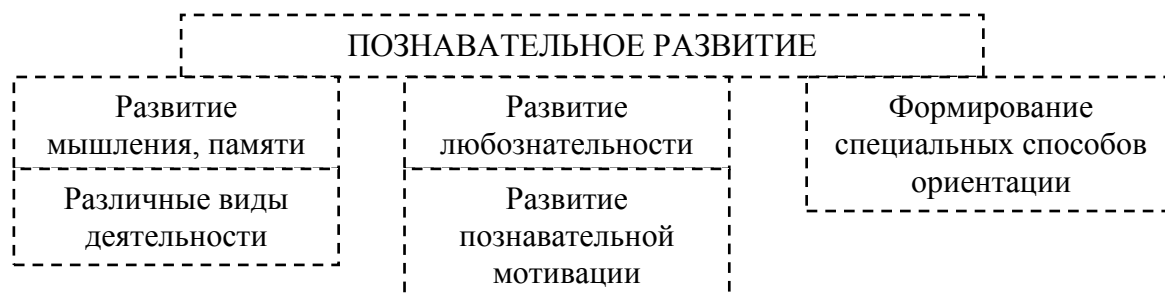 ПОЗНАВАТЕЛЬНОЕ РАЗВИТИЕ
Развитие
мышления, памяти
Различные виды
деятельности
Развитие
любознательности
Развитие
познавательной
мотивации
Формирование
специальных способов
ориентации